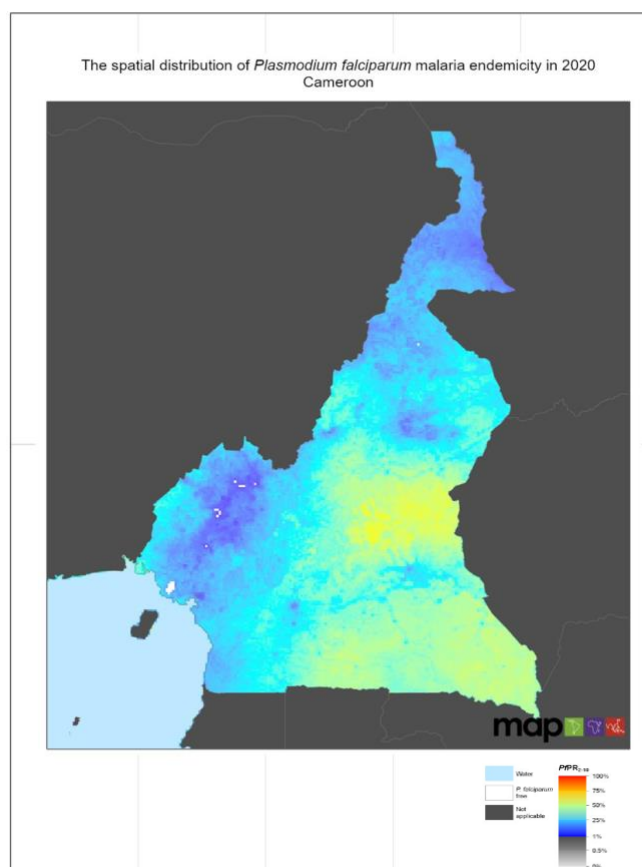 The spatial distribution of Plasmodium falciparum malaria endemicity in 2020
Cameroon
map
Water
P. falciparum
free
Not
applicable
PfPR2-10
100%
75%
50%
25%
1%
0.5%
0%